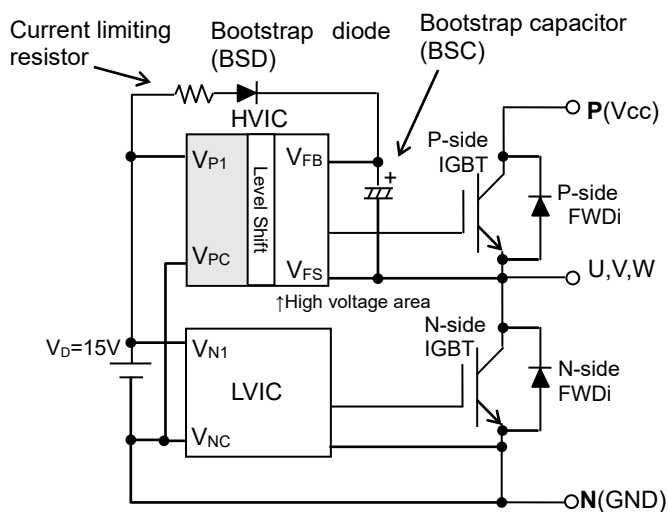 Current limiting
resistor
Bootstrap diode
(BSD)
Bootstrap capacitor
(BSC)
HVIC
P(Vcc)
VP1
Level Shift
VFB
+
P-side
IGBT
P-side
FWDi
VPC
VFS
U,V,W
↑High voltage area
VD=15V
VN1
LVIC
VNC
N-side
IGBT
N-side
FWDi
N(GND)